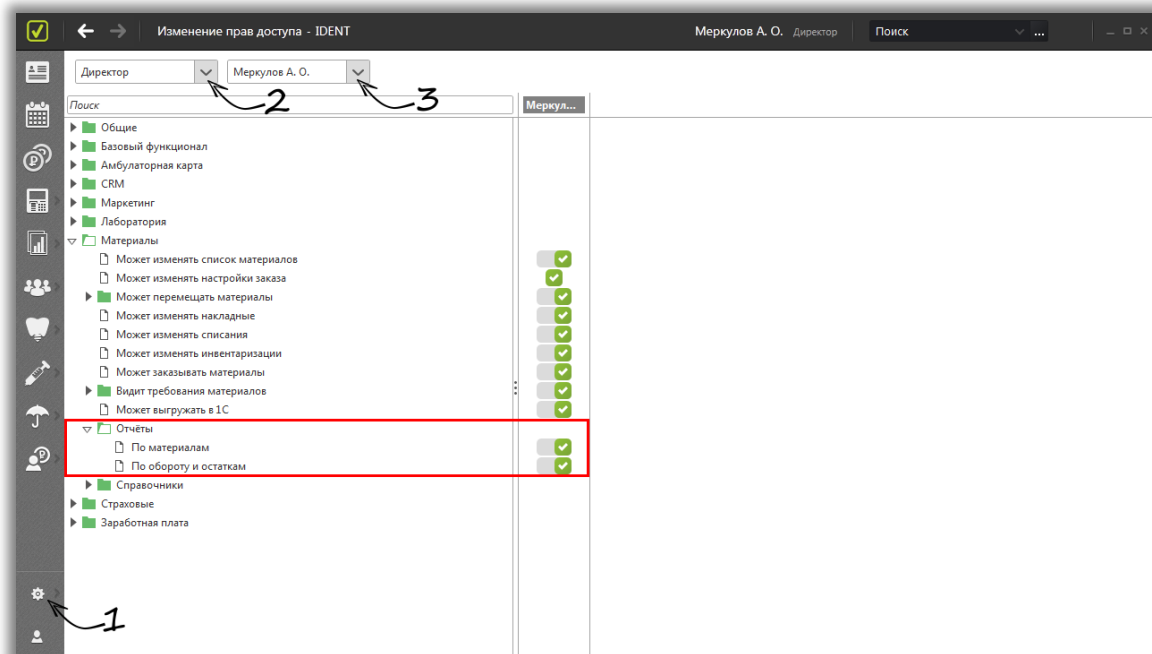 Изменение прав доступа - IDENT
Меркулов А. О. Директор
Поиск
...
Директор
Меркулов А. О.
2
3
Поиск
Меркул...
Общие
Базовый функционал
Амбулаторная карта
CRM
Маркетинг
Лаборатория
Материалы
Может изменять список материалов
Может изменять настройки заказа
Может перемещать материалы
Может изменять накладные
Может изменять списания
Может изменять инвентаризации
Может заказывать материалы
Видит требования материалов
Может выгружать в 1С
Отчёты
По материалам
По обороту и остаткам
Справочники
Страховые
Заработная плата
1